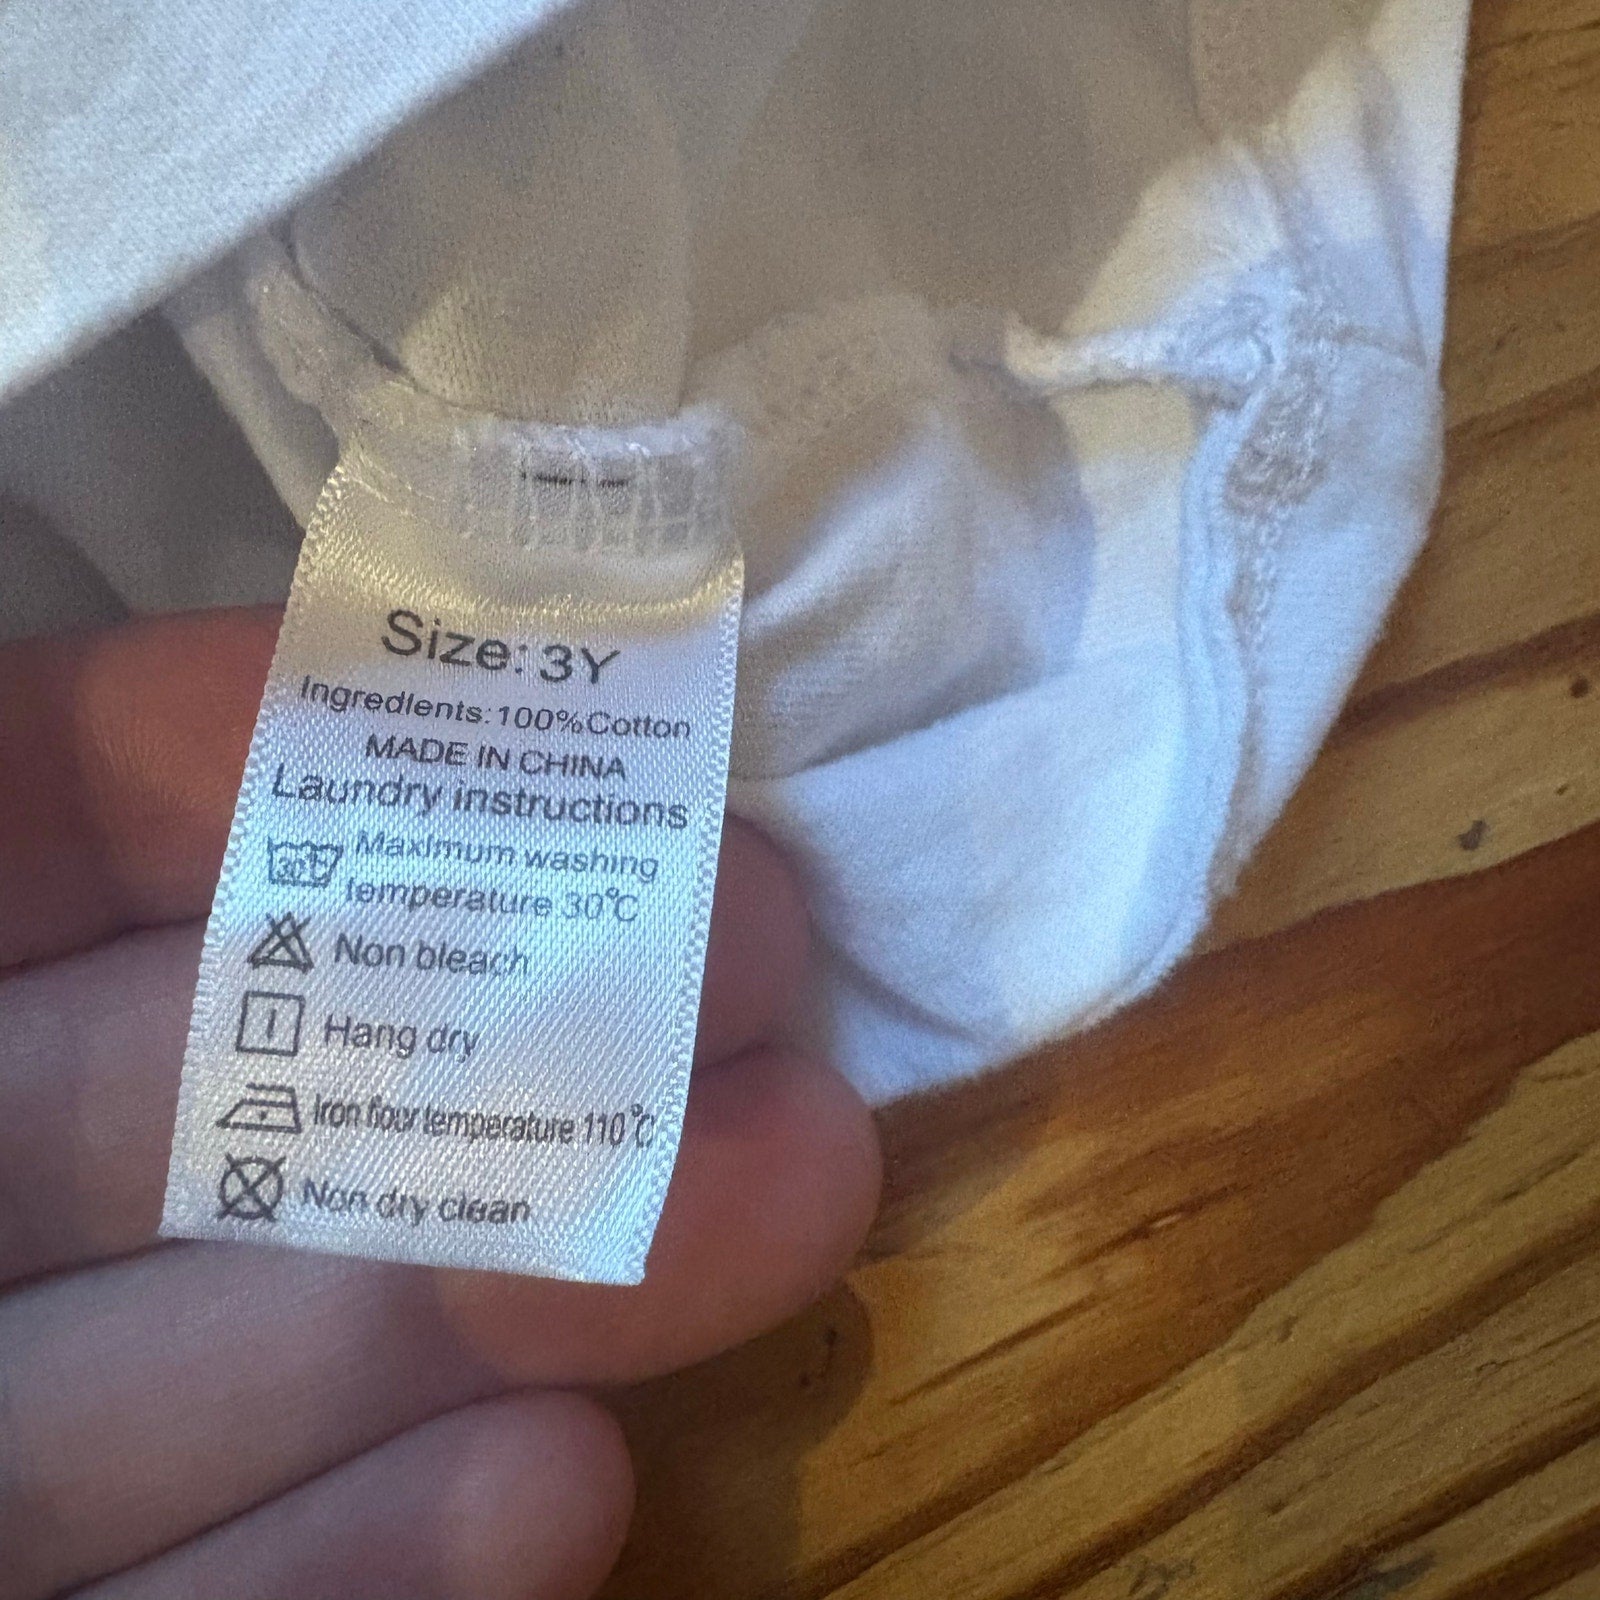 Size: 3Y
Ingredients: 100%Cotton
MADE IN CHINA
Laundry instructions
30℃ Maximum washing
temperature 30℃
Non bleach
Hang dry
Iron flour temperature 110℃
Non dry clean